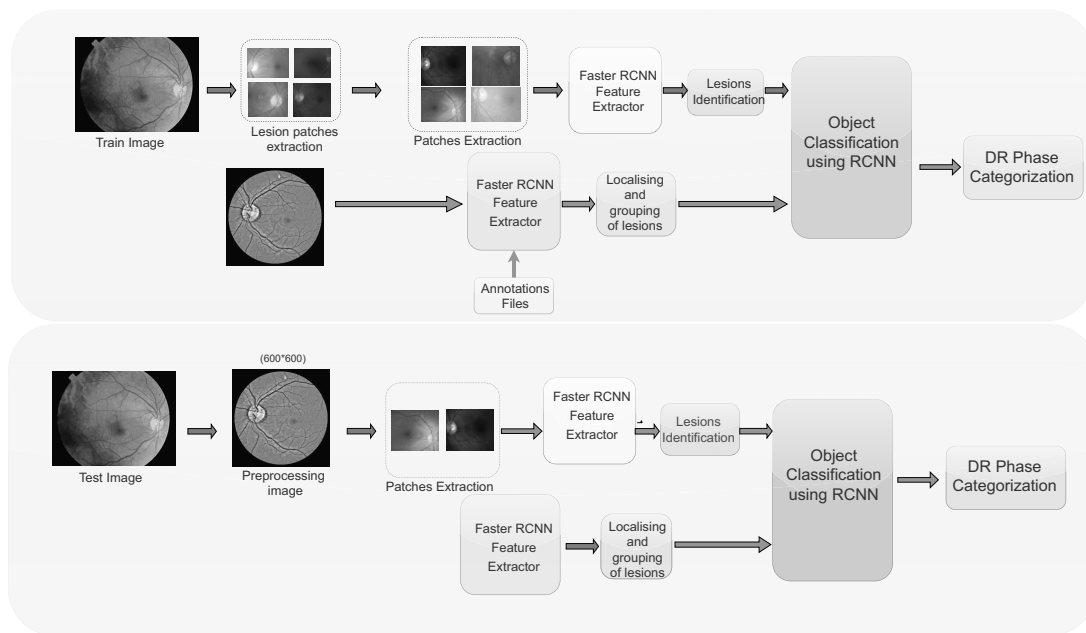 Train Image
Lesion patches
extraction
Patches Extraction
Faster RCNN
Feature
Extractor
Lesions
Identification
Object
Classification
using RCNN
DR Phase
Categorization
Faster RCNN
Feature
Extractor
Localising
and
grouping
of lesions
Annotations
Files
Test Image
(600*600)
Preprocessing
image
Patches Extraction
Faster RCNN
Feature
Extractor
Lesions
Identification
Object
Classification
using RCNN
DR Phase
Categorization
Faster RCNN
Feature
Extractor
Localising
and
grouping
of lesions